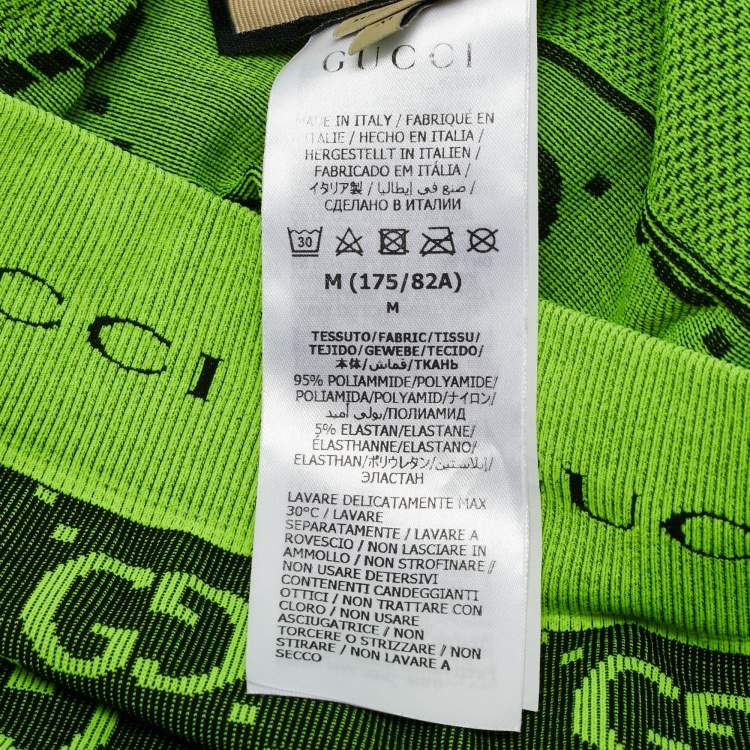 GUCCI
MADE IN ITALY / FABRIQUÉ EN
ITALIE / HECHO EN ITALIA /
HERGESTELLT IN ITALIEN /
FABRICADO EM ITÁLIA /
イタリア製 / صنع في إيطاليا /
СДЕЛАНО В ИТАЛИИ
30
M (175/82A)
M
TESSUTO/FABRIC/TISSU/
TEJIDO/GEWEBE/TECIDO/
本体/قماش/ТКАНЬ
95% POLIAMMIDE/POLYAMIDE/
POLIAMIDA/POLYAMID/ナイロン/
بولي أميد/ПОЛИАМИД
5% ELASTAN/ELASTANE/
ÉLASTHANNE/ELASTANO/
ELASTHAN/ポリウレタン/إيلاستين/
ЭЛАСТАН
LAVARE DELICATAMENTE MAX
30°C / LAVARE
SEPARATAMENTE / LAVARE A
ROVESCIO / NON LASCIARE IN
AMMOLLO / NON STROFINARE /
NON USARE DETERSIVI
CONTENENTI CANDEGGIANTI
OTTICI / NON TRATTARE CON
CLORO / NON USARE
ASCIUGATRICE / NON
TORCERE O STRIZZARE / NON
STIRARE / NON LAVARE A
SECCO
CCI
UCC
GG